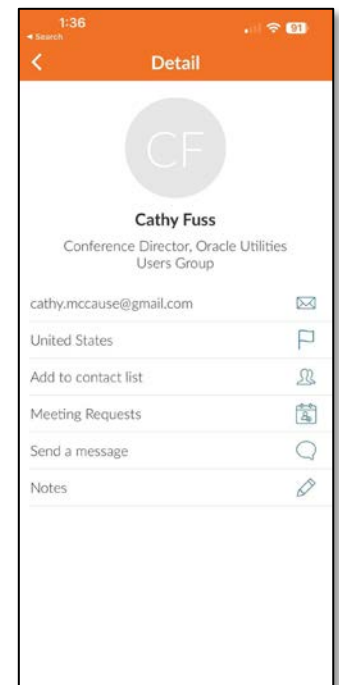 1:36
91
Search
Detail
CF
Cathy Fuss
Conference Director, Oracle Utilities
Users Group
cathy.mccause@gmail.com
United States
Add to contact list
Meeting Requests
Send a message
Notes